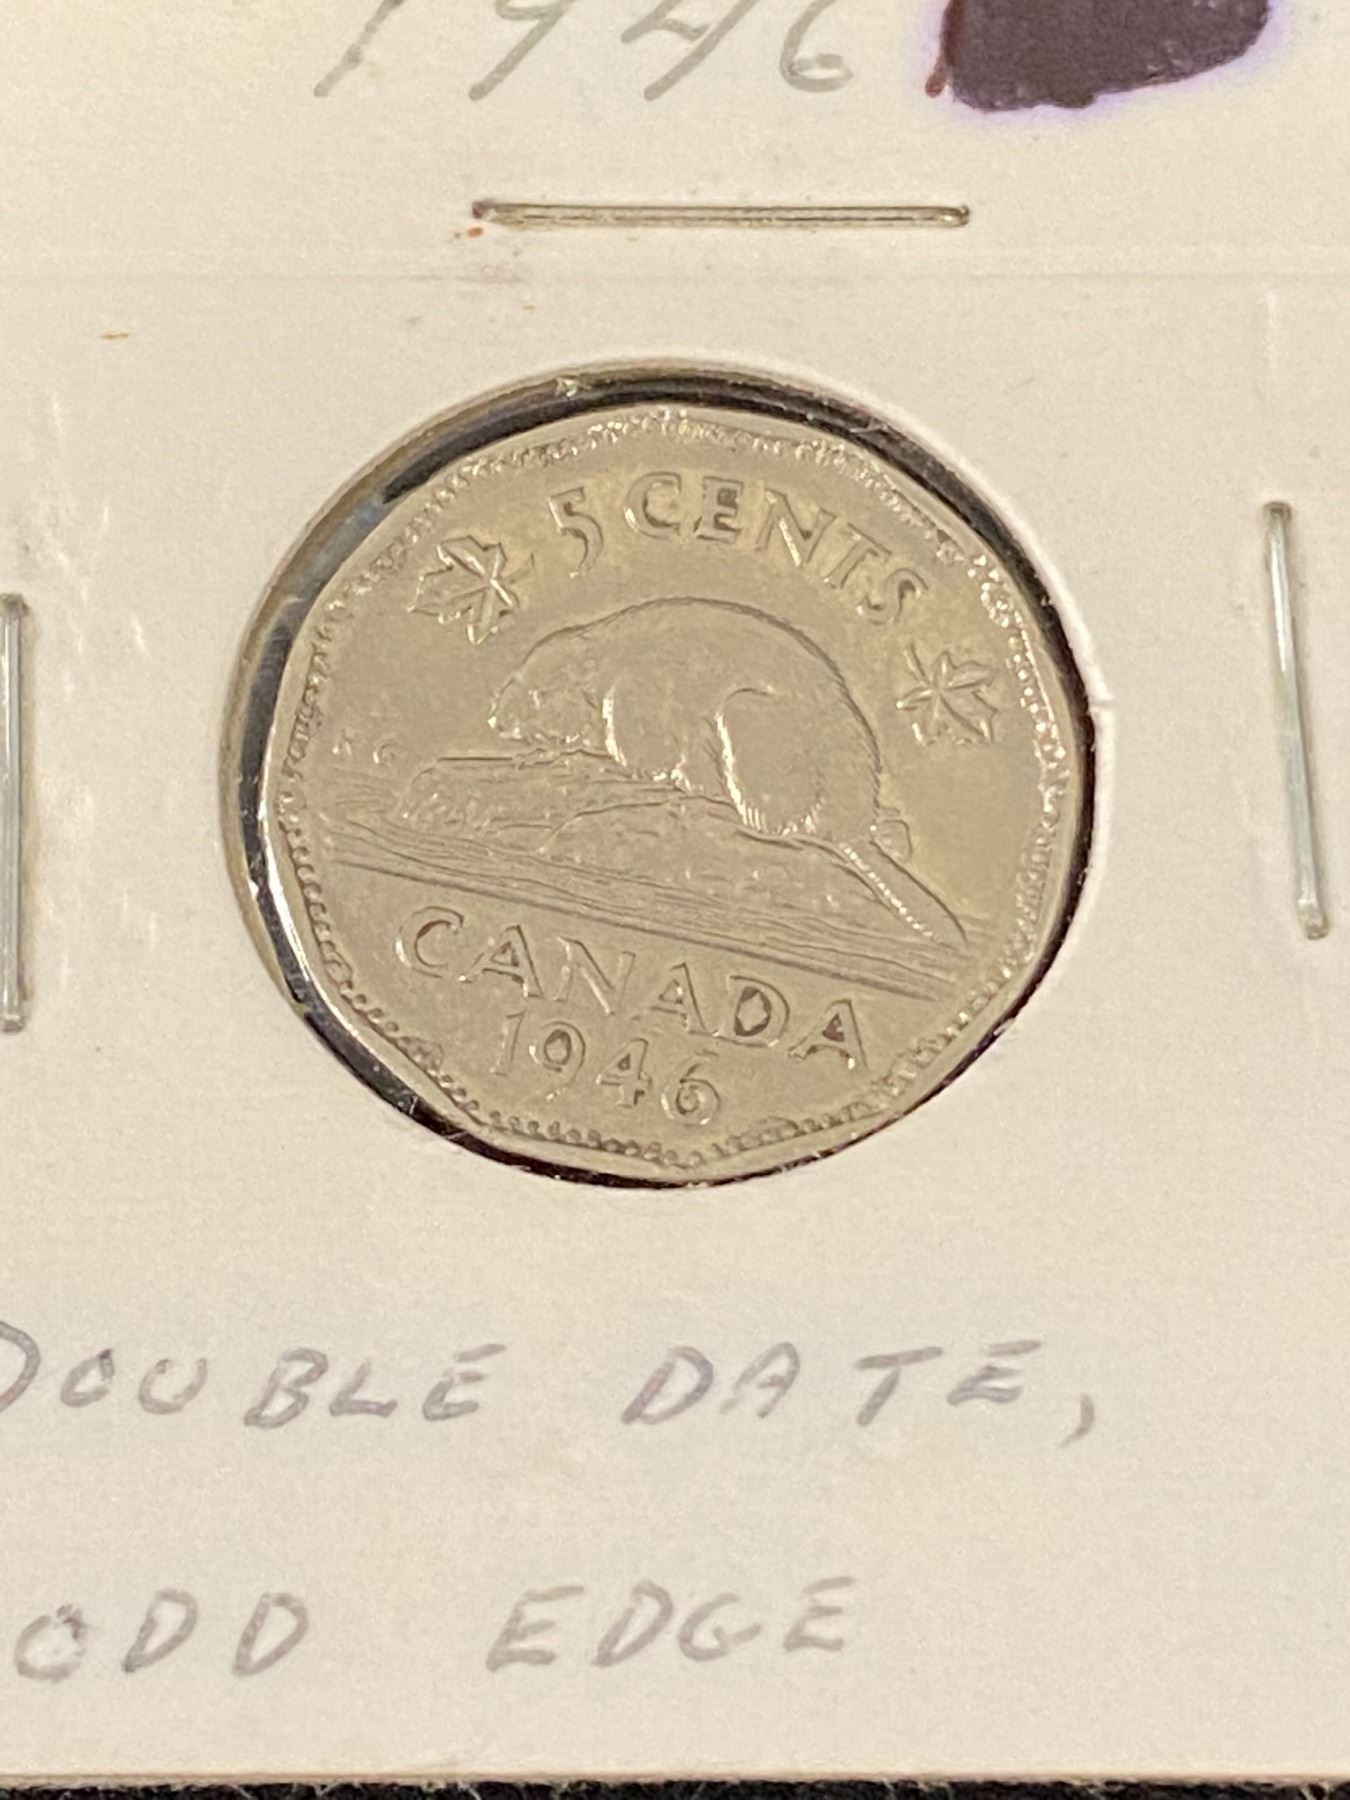 1946
5 CENTS
K G
CANADA
1946
DOUBLE DATE,
ODD EDGE